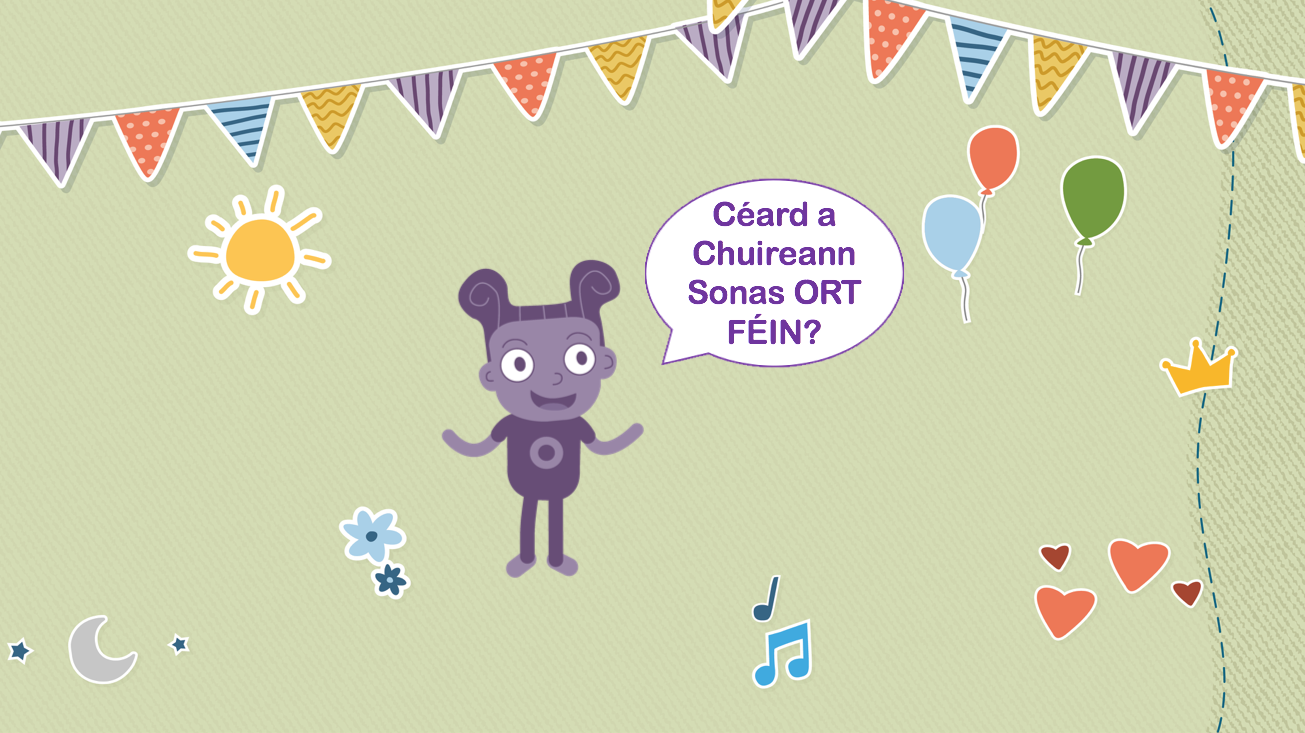 Céard a
Chuireann
Sonas ORT
FÉIN?